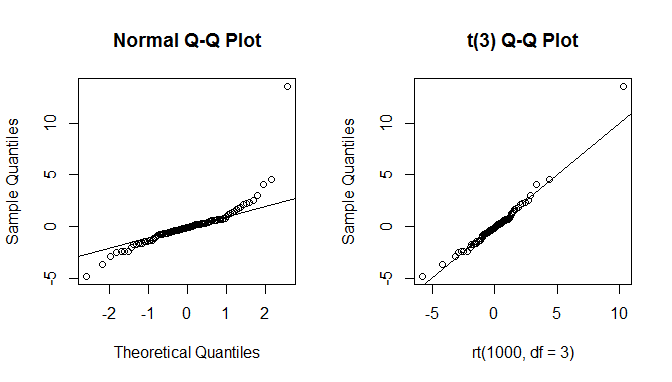 Normal Q-Q Plot
Sample Quantiles
10
5
0
-5
-2
-1
0
1
2
Theoretical Quantiles
t(3) Q-Q Plot
Sample Quantiles
10
5
0
-5
-5
0
5
10
rt(1000, df = 3)